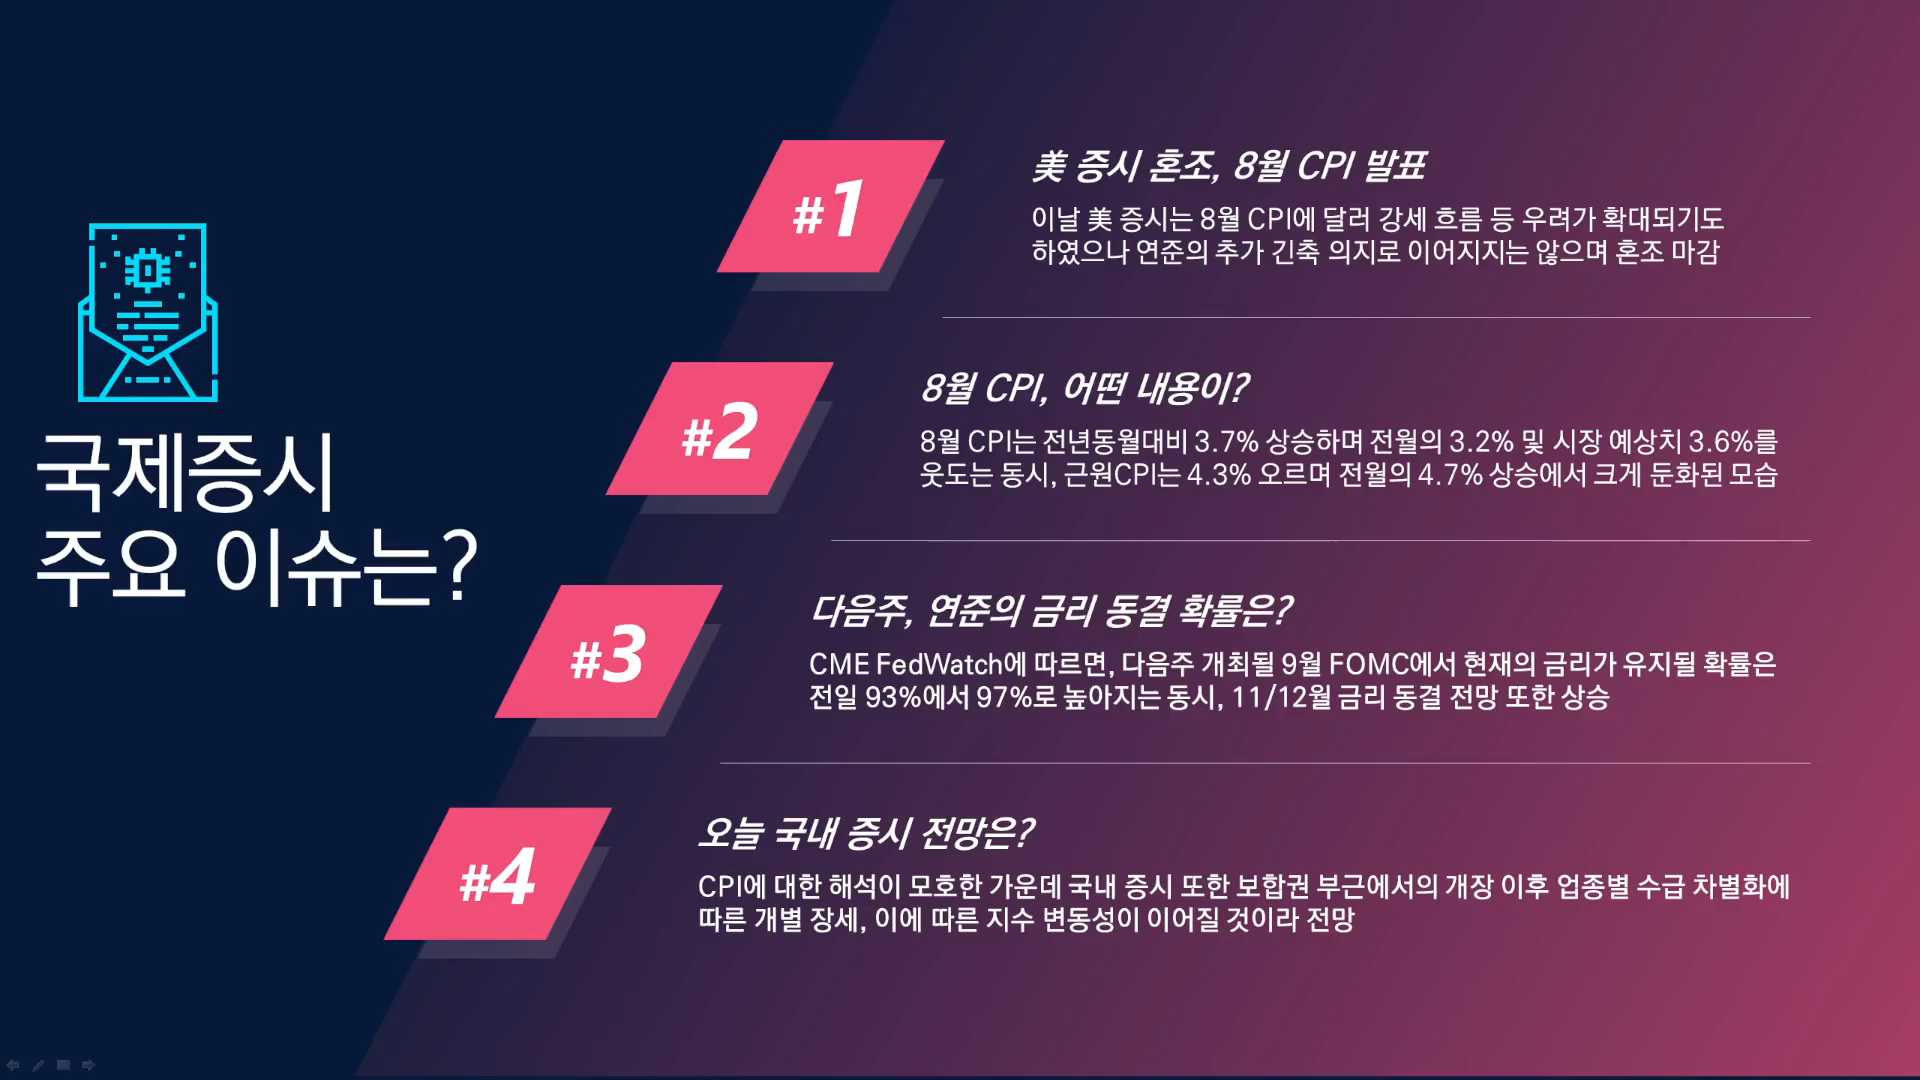 국제증시
주요 이슈는?
#1
美 증시 혼조, 8월 CPI 발표
이날 美 증시는 8월 CPI에 달러 강세 흐름 등 우려가 확대되기도
하였으나 연준의 추가 긴축 의지로 이어지지는 않으며 혼조 마감
#2
8월 CPI, 어떤 내용이?
8월 CPI는 전년동월대비 3.7% 상승하며 전월의 3.2% 및 시장 예상치 3.6%를
웃도는 동시, 근원CPI는 4.3% 오르며 전월의 4.7% 상승에서 크게 둔화된 모습
#3
다음주, 연준의 금리 동결 확률은?
CME FedWatch에 따르면, 다음주 개최될 9월 FOMC에서 현재의 금리가 유지될 확률은
전일 93%에서 97%로 높아지는 동시, 11/12월 금리 동결 전망 또한 상승
#4
오늘 국내 증시 전망은?
CPI에 대한 해석이 모호한 가운데 국내 증시 또한 보합권 부근에서의 개장 이후 업종별 수급 차별화에
따른 개별 장세, 이에 따른 지수 변동성이 이어질 것이라 전망